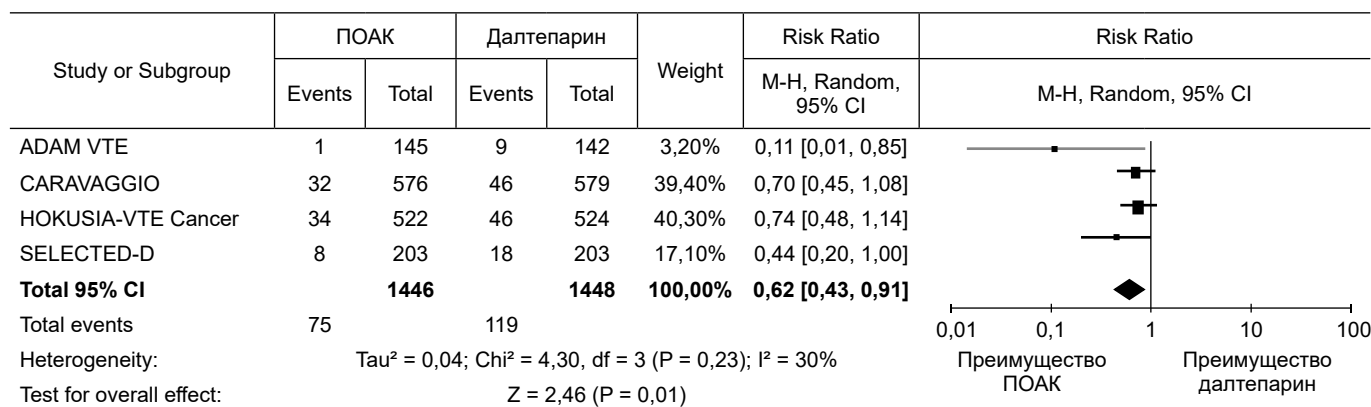 Study or Subgroup ПОАК Далтепарин Weight Risk Ratio Risk Ratio
Events Total Events Total M-H, Random, 95% CI M-H, Random, 95% CI
ADAM VTE 1 145 9 142 3,20% 0,11 [0,01, 0,85]
CARAVAGGIO 32 576 46 579 39,40% 0,70 [0,45, 1,08]
HOKUSIA-VTE Cancer 34 522 46 524 40,30% 0,74 [0,48, 1,14]
SELECTED-D 8 203 18 203 17,10% 0,44 [0,20, 1,00]
Total 95% CI 1446 1448 100,00% 0,62 [0,43, 0,91]
Total events 75 119
Heterogeneity: Tau² = 0,04; Chi² = 4,30, df = 3 (P = 0,23); I² = 30%
Test for overall effect: Z = 2,46 (P = 0,01)
0,01 0,1 1 10 100
Преимущество ПОАК
Преимущество далтепарин